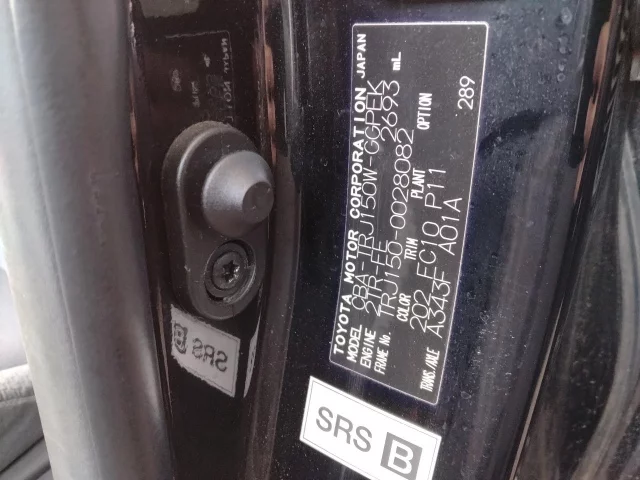 TOYOTA MOTOR CORPORATION JAPAN
MODEL CBA-TRJ150W-GGPEK
ENGINE 2TR-FE 2693 mL
FRAME No. TRJ150-0028082
COLOR TRIM PLANT OPTION
202 FC10 P11 289
TRANS./AXLE A343F A01A
SRS B
SRS B